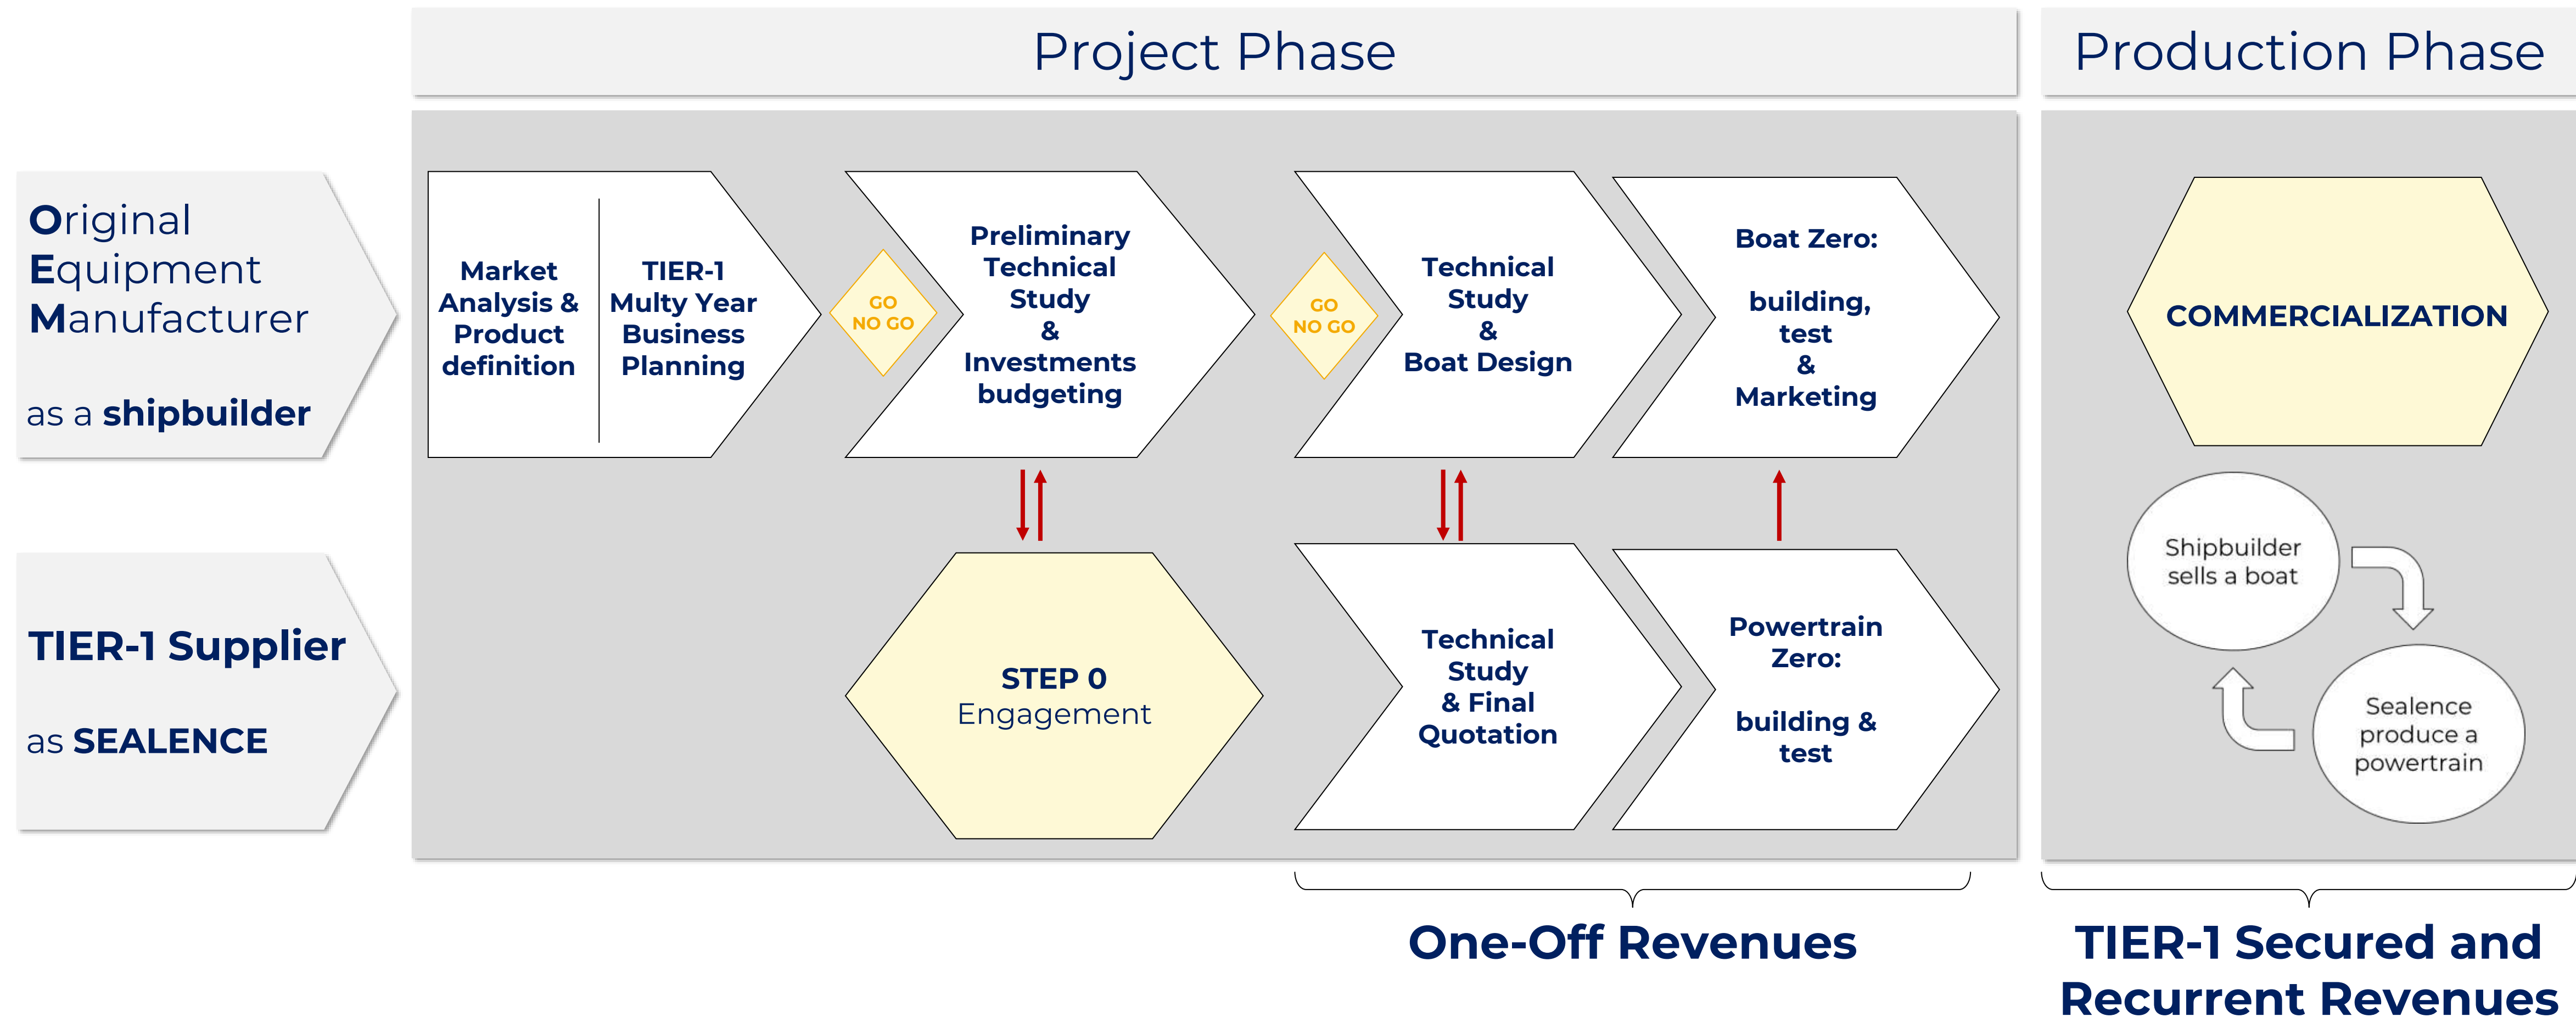 Project Phase
Production Phase
Original
Equipment
Manufacturer
as a shipbuilder
Market
Analysis &
Product
definition
TIER-1
Multy Year
Business
Planning
GO
NO GO
Preliminary
Technical
Study
&
Investments
budgeting
GO
NO GO
Technical
Study
&
Boat Design
Boat Zero:
building,
test
&
Marketing
COMMERCIALIZATION
TIER-1 Supplier
as SEALENCE
STEP 0
Engagement
Technical
Study
& Final
Quotation
Powertrain
Zero:
building &
test
Shipbuilder
sells a boat
Sealence
produce a
powertrain
One-Off Revenues
TIER-1 Secured and
Recurrent Revenues